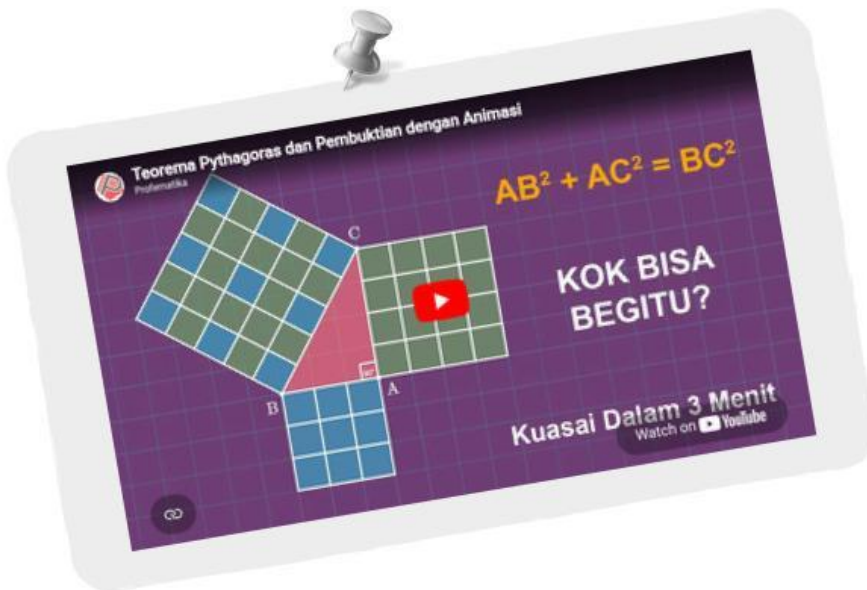 Teorema Pythagoras dan Pembuktian dengan Animasi
Profematika
AB² + AC² = BC²
KOK BISA
BEGITU?
C
B
A
Kuasai Dalam 3 Menit
Watch on YouTube